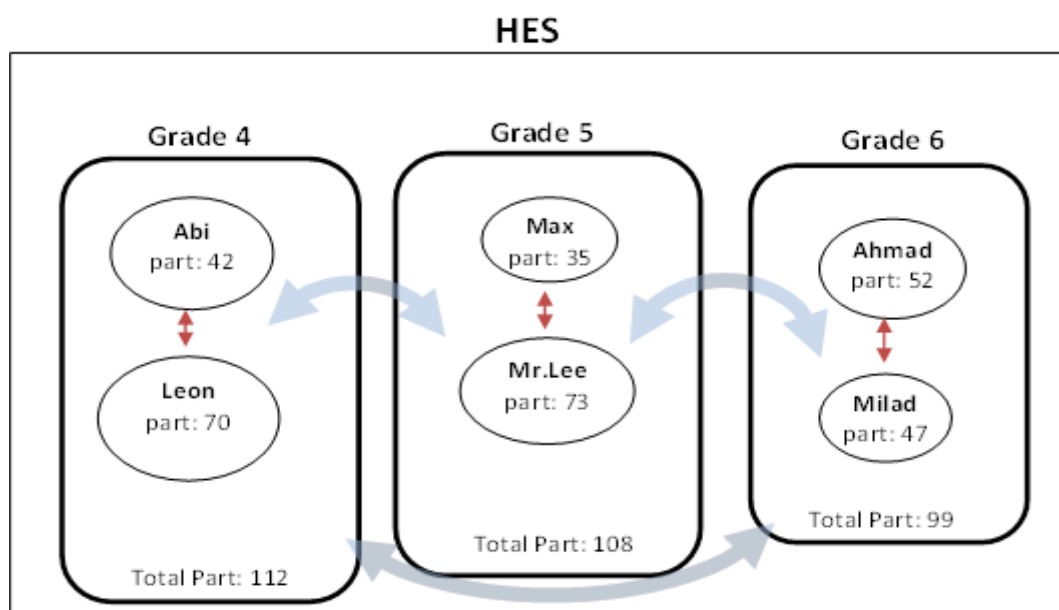 HES
Grade 4
Abi
part: 42
Leon
part: 70
Total Part: 112
Grade 5
Max
part: 35
Mr.Lee
part: 73
Total Part: 108
Grade 6
Ahmad
part: 52
Milad
part: 47
Total Part: 99